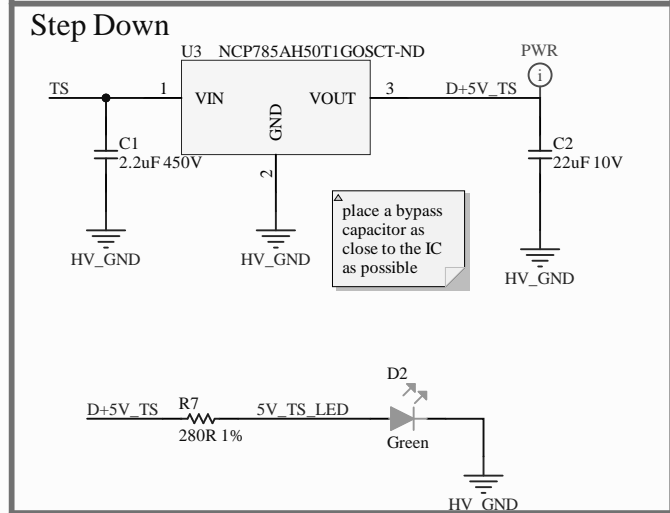 Step Down
U3 NCP785AH50T1GOSCT-ND
PWR
i
TS
1
VIN
VOUT
3
D+5V_TS
GND
2
C1
2.2uF 450V
C2
22uF 10V
place a bypass
capacitor as
close to the IC
as possible
HV_GND
HV_GND
HV_GND
D2
D+5V_TS
R7
5V_TS_LED
280R 1%
Green
HV_GND